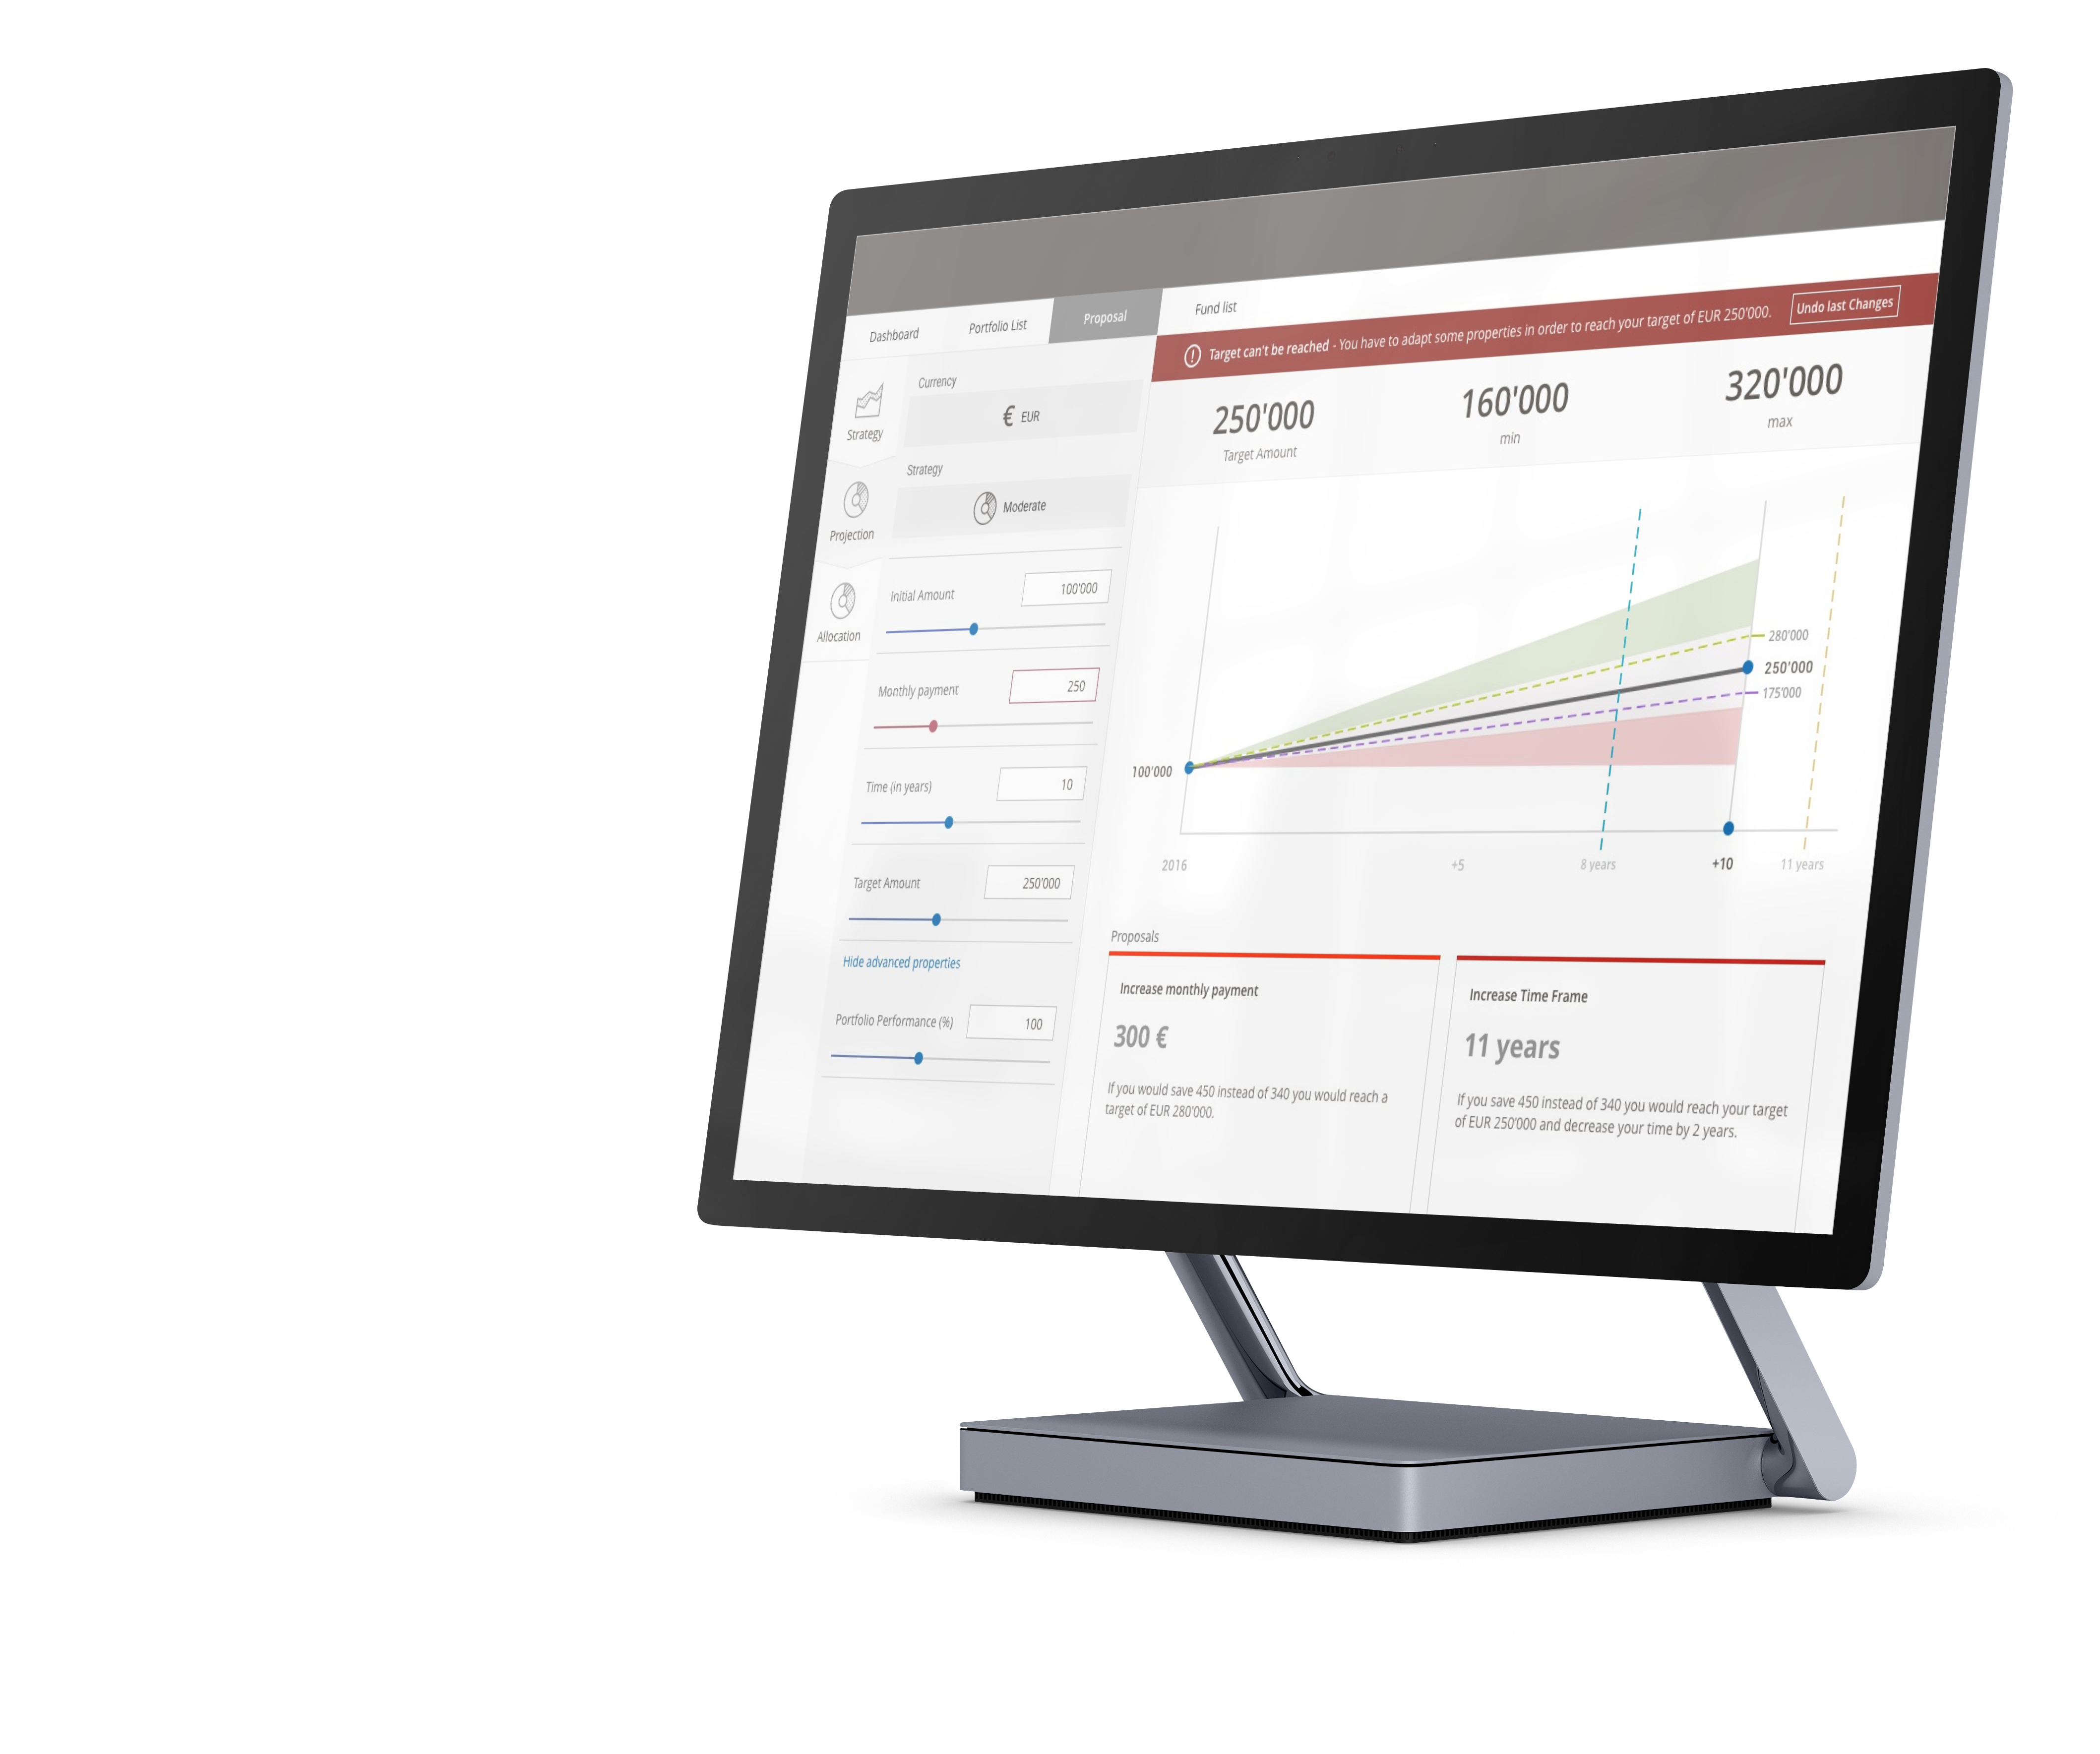 Dashboard
Portfolio List
Proposal
Fund list
Target can't be reached - You have to adapt some properties in order to reach your target of EUR 250'000.
Undo last Changes
Strategy
Projection
Allocation
Currency
€ EUR
Strategy
Moderate
Initial Amount
100'000
Monthly payment
250
Time (in years)
10
Target Amount
250'000
Hide advanced properties
Portfolio Performance (%)
100
250'000
Target Amount
160'000
min
320'000
max
280'000
250'000
175'000
100'000
2016
+5
8 years
+10
11 years
Proposals
Increase monthly payment
300 €
If you would save 450 instead of 340 you would reach a
target of EUR 280'000.
Increase Time Frame
11 years
If you save 450 instead of 340 you would reach your target
of EUR 250'000 and decrease your time by 2 years.